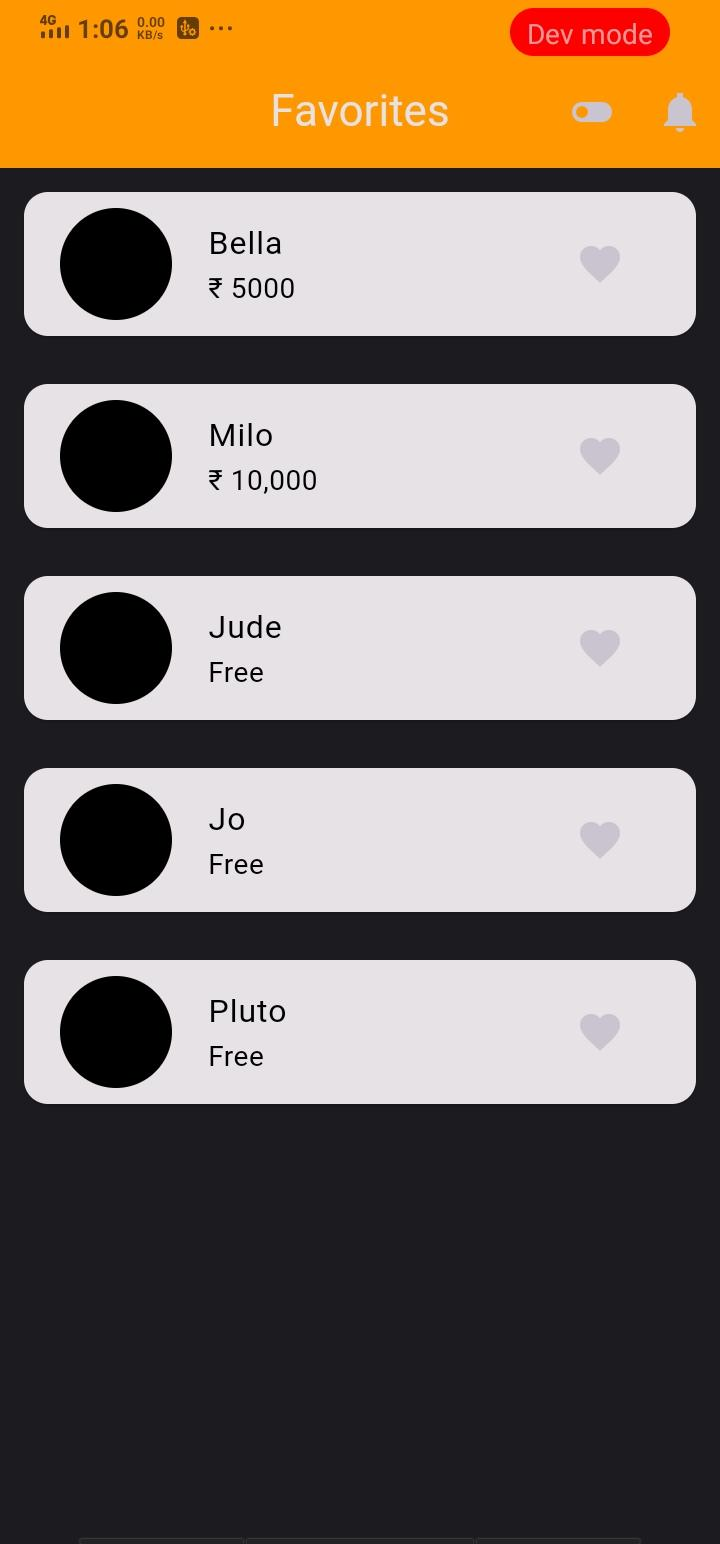 4G 1:06 0.00 KB/s ... Dev mode
Favorites
Bella
₹ 5000
Milo
₹ 10,000
Jude
Free
Jo
Free
Pluto
Free